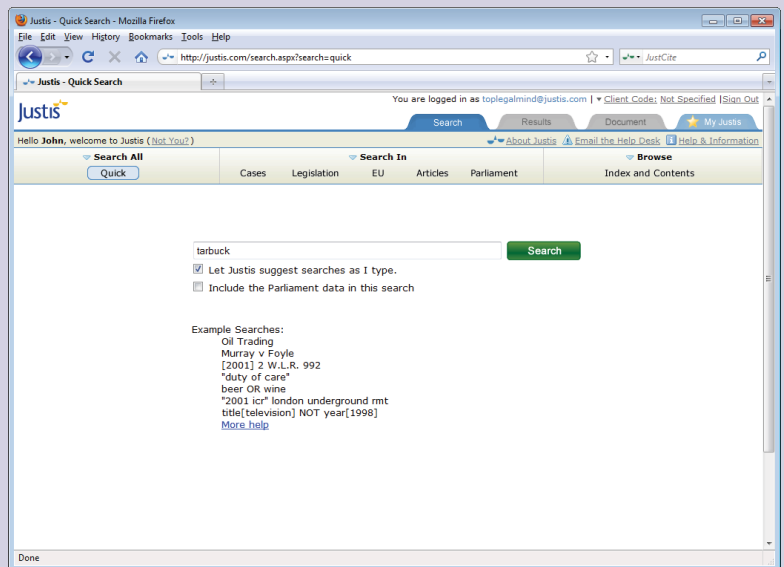 Justis - Quick Search - Mozilla Firefox
File Edit View History Bookmarks Tools Help
http://justis.com/search.aspx?search=quick
JustCite
Justis - Quick Search
Justis
You are logged in as toplegalmind@justis.com | Client Code: Not Specified |Sign Out
Search Results Document My Justis
Hello John, welcome to Justis (Not You?)
About Justis Email the Help Desk Help & Information
Search All Search In Browse
Quick Cases Legislation EU Articles Parliament Index and Contents
tarbuck Search
Let Justis suggest searches as I type.
Include the Parliament data in this search
Example Searches:
Oil Trading
Murray v Foyle
[2001] 2 W.L.R. 992
"duty of care"
beer OR wine
"2001 icr" london underground rmt
title[television] NOT year[1998]
More help
Done